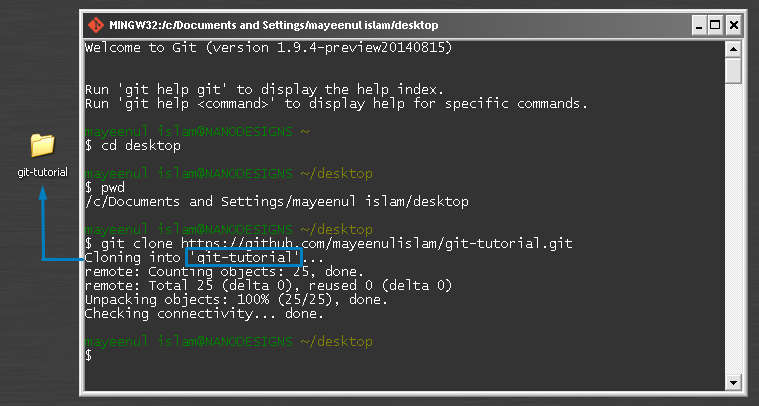 MINGW32:/c/Documents and Settings/mayeenul islam/desktop
Welcome to Git (version 1.9.4-preview20140815)
Run 'git help git' to display the help index.
Run 'git help <command>' to display help for specific commands.
mayeenul islam@NANODESIGNS ~
$ cd desktop
mayeenul islam@NANODESIGNS ~/desktop
$ pwd
/c/Documents and Settings/mayeenul islam/desktop
mayeenul islam@NANODESIGNS ~/desktop
$ git clone https://github.com/mayeenulislam/git-tutorial.git
Cloning into 'git-tutorial'...
remote: Counting objects: 25, done.
remote: Total 25 (delta 0), reused 0 (delta 0)
Unpacking objects: 100% (25/25), done.
Checking connectivity... done.
mayeenul islam@NANODESIGNS ~/desktop
$
git-tutorial